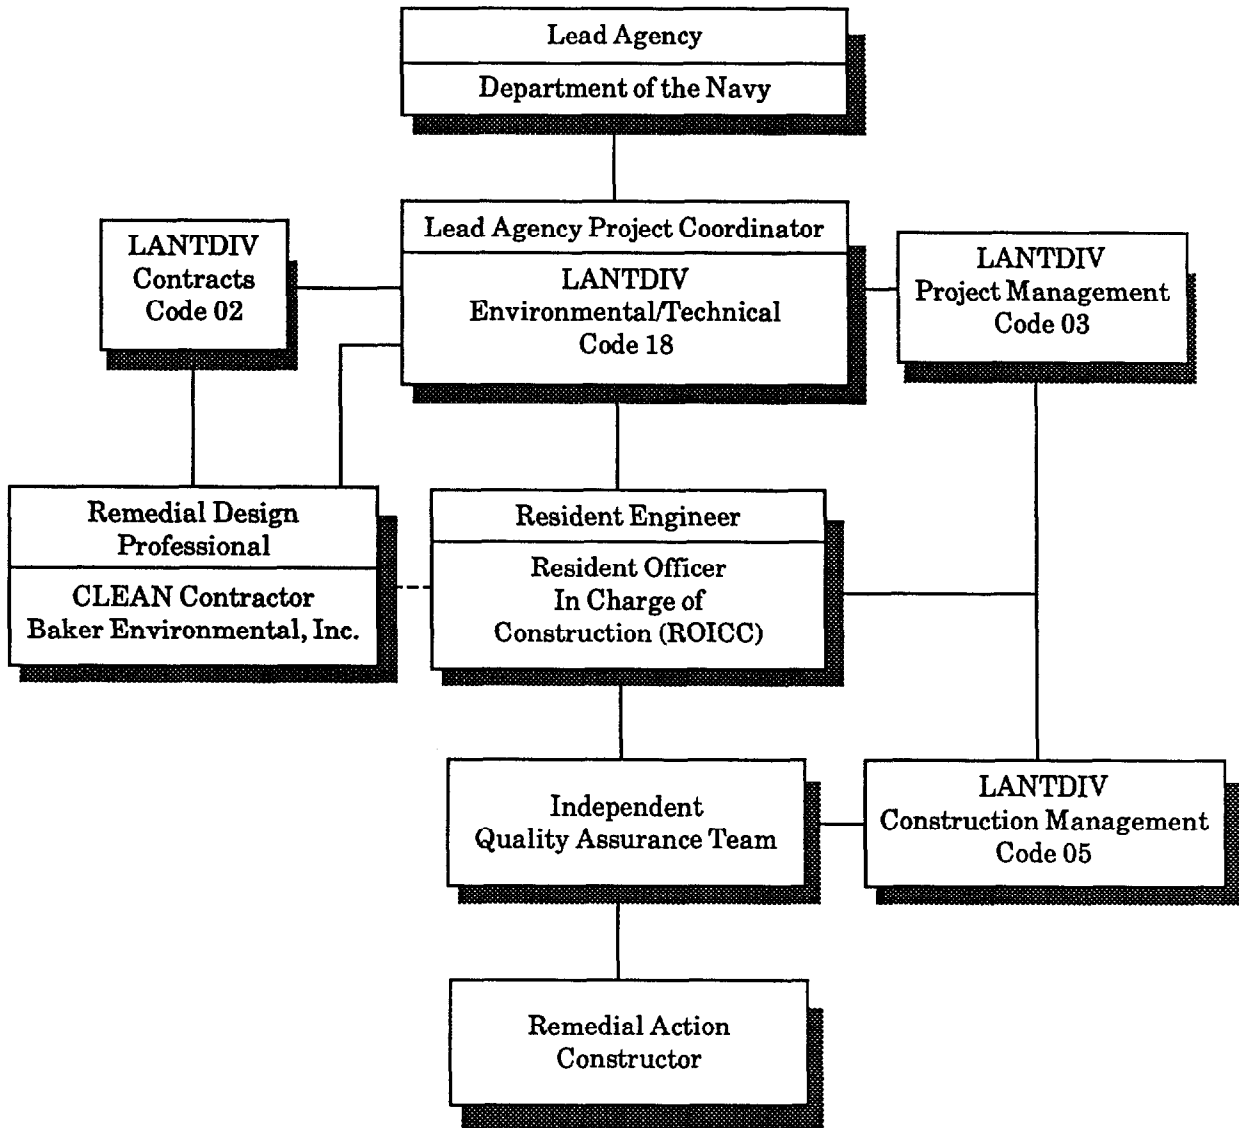 Lead Agency
Department of the Navy
Lead Agency Project Coordinator
LANTDIV
Environmental/Technical
Code 18
LANTDIV
Contracts
Code 02
LANTDIV
Project Management
Code 03
Remedial Design
Professional
CLEAN Contractor
Baker Environmental, Inc.
Resident Engineer
Resident Officer
In Charge of
Construction (ROICC)
Independent
Quality Assurance Team
LANTDIV
Construction Management
Code 05
Remedial Action
Constructor